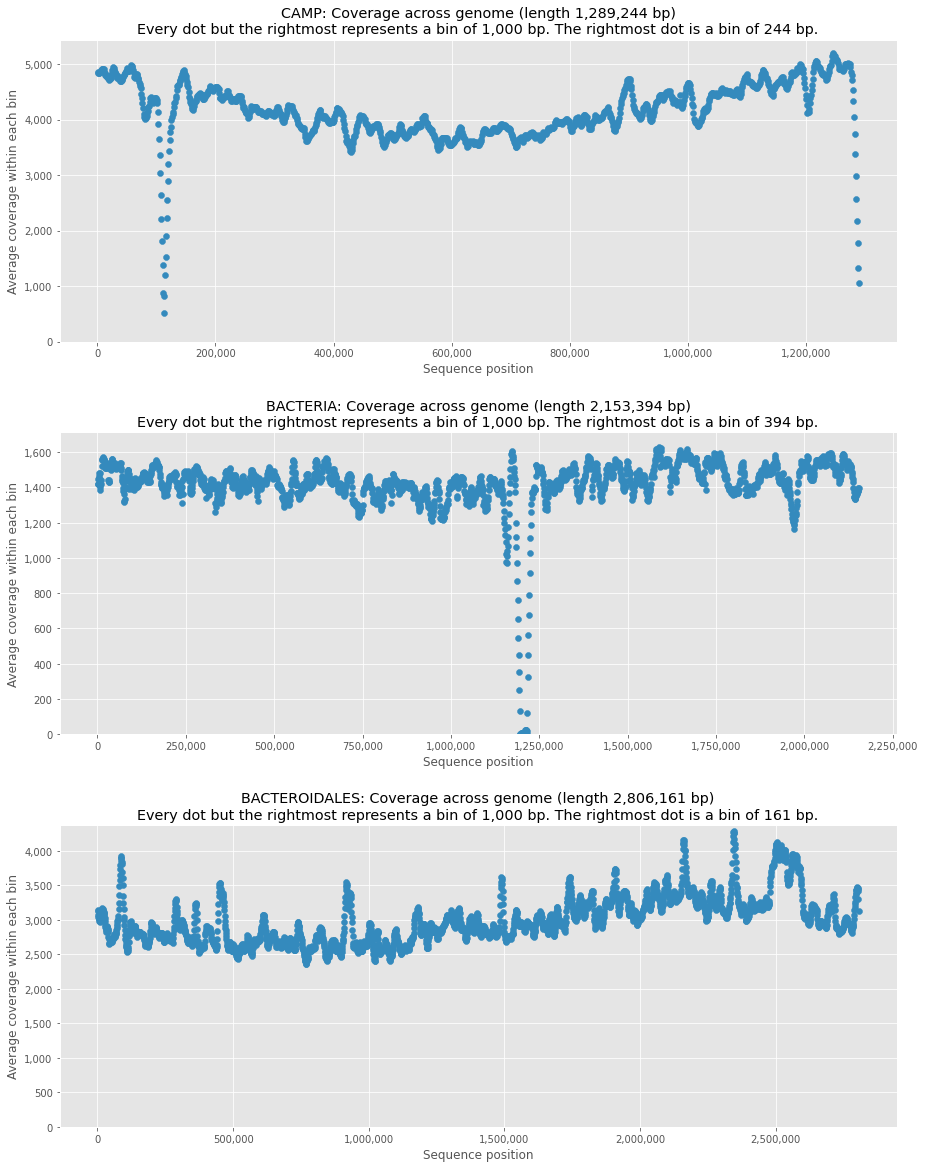 CAMP: Coverage across genome (length 1,289,244 bp)
Every dot but the rightmost represents a bin of 1,000 bp. The rightmost dot is a bin of 244 bp.
5,000
4,000
3,000
2,000
1,000
0
Average coverage within each bin
0 200,000 400,000 600,000 800,000 1,000,000 1,200,000
Sequence position
BACTERIA: Coverage across genome (length 2,153,394 bp)
Every dot but the rightmost represents a bin of 1,000 bp. The rightmost dot is a bin of 394 bp.
1,600
1,400
1,200
1,000
800
600
400
200
0
Average coverage within each bin
0 250,000 500,000 750,000 1,000,000 1,250,000 1,500,000 1,750,000 2,000,000 2,250,000
Sequence position
BACTEROIDALES: Coverage across genome (length 2,806,161 bp)
Every dot but the rightmost represents a bin of 1,000 bp. The rightmost dot is a bin of 161 bp.
4,000
3,500
3,000
2,500
2,000
1,500
1,000
500
0
Average coverage within each bin
0 500,000 1,000,000 1,500,000 2,000,000 2,500,000
Sequence position